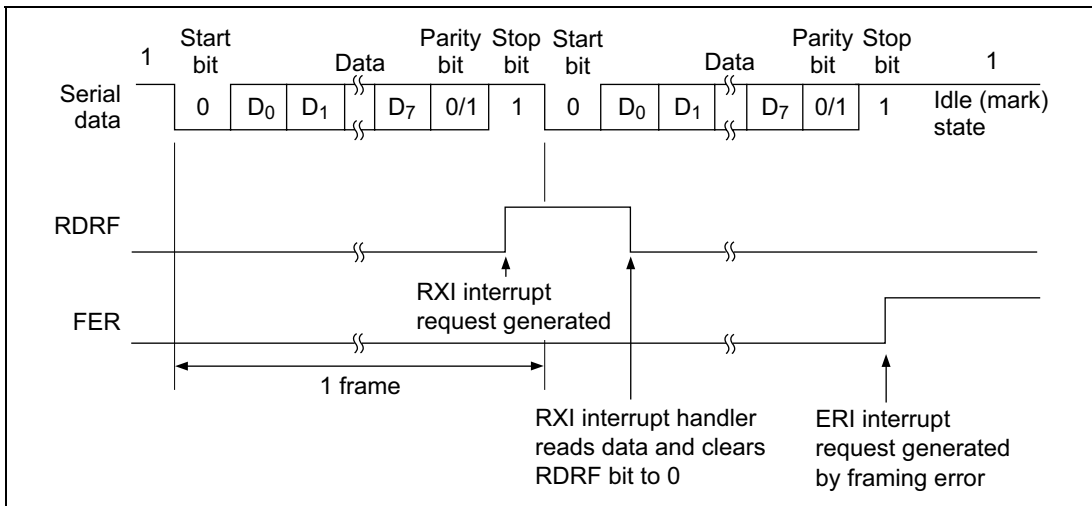 1
Start bit
Data
Parity bit
Stop bit
Start bit
Data
Parity bit
Stop bit
1
Serial data
0
D0
D1
D7
0/1
1
0
D0
D1
D7
0/1
1
Idle (mark) state
RDRF
RXI interrupt
request generated
FER
1 frame
RXI interrupt handler
reads data and clears
RDRF bit to 0
ERI interrupt
request generated
by framing error